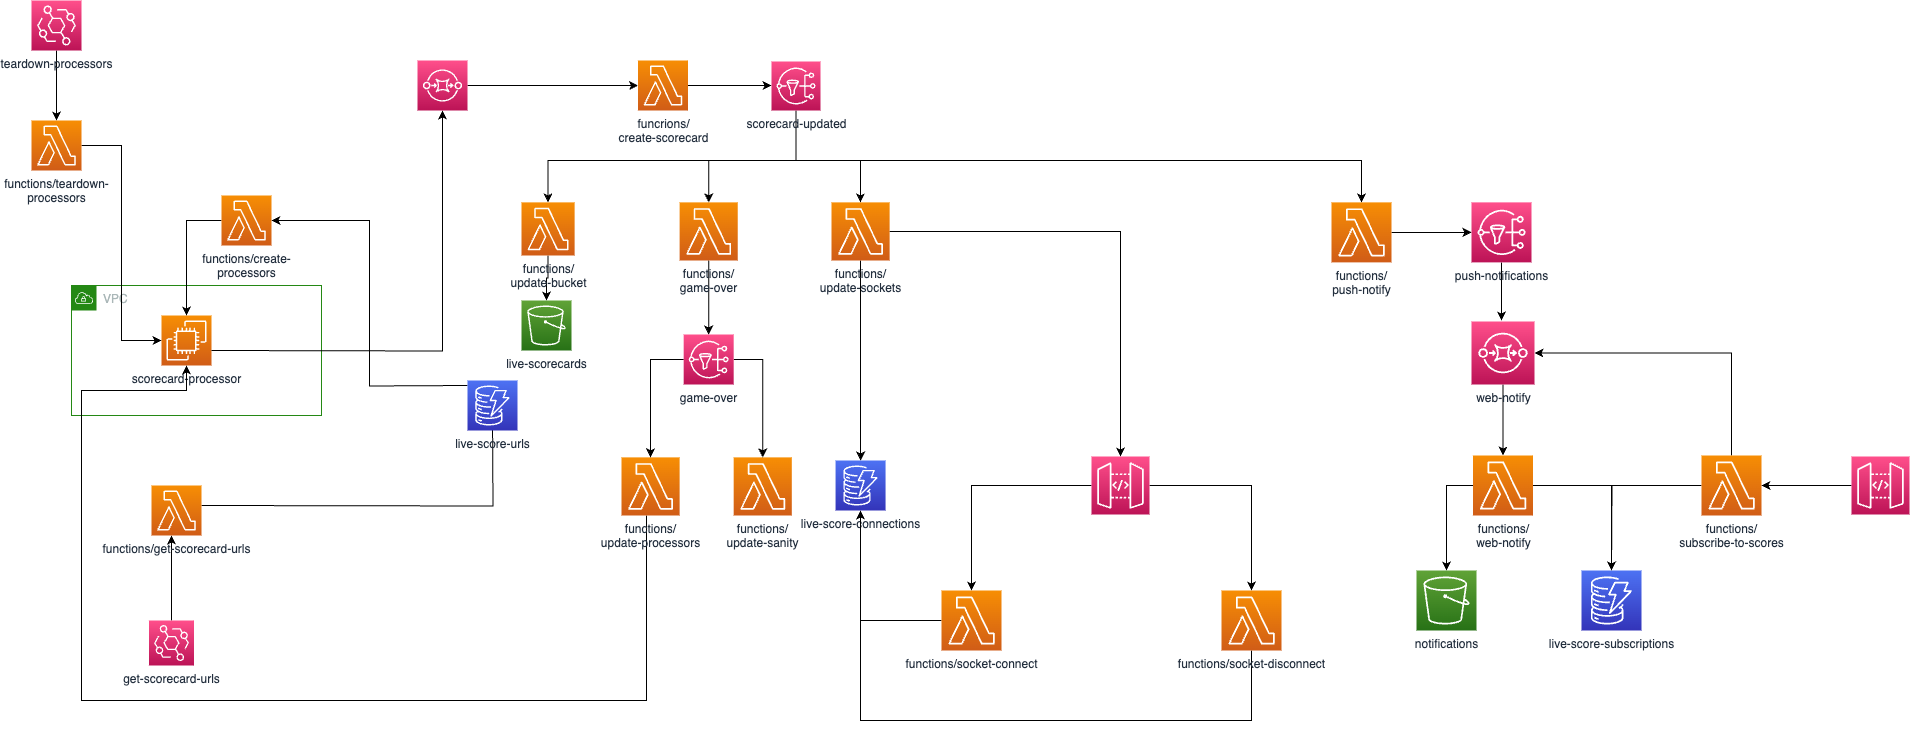 teardown-processors
functions/teardown-
processors
funcrions/
create-scorecard
scorecard-updated
functions/create-
processors
VPC
scorecard-processor
live-score-urls
functions/get-scorecard-urls
get-scorecard-urls
functions/
update-bucket
live-scorecards
functions/
game-over
game-over
functions/
update-processors
functions/
update-sanity
functions/
update-sockets
live-score-connections
functions/socket-connect
functions/socket-disconnect
functions/
push-notify
push-notifications
web-notify
functions/
web-notify
functions/
subscribe-to-scores
notifications
live-score-subscriptions